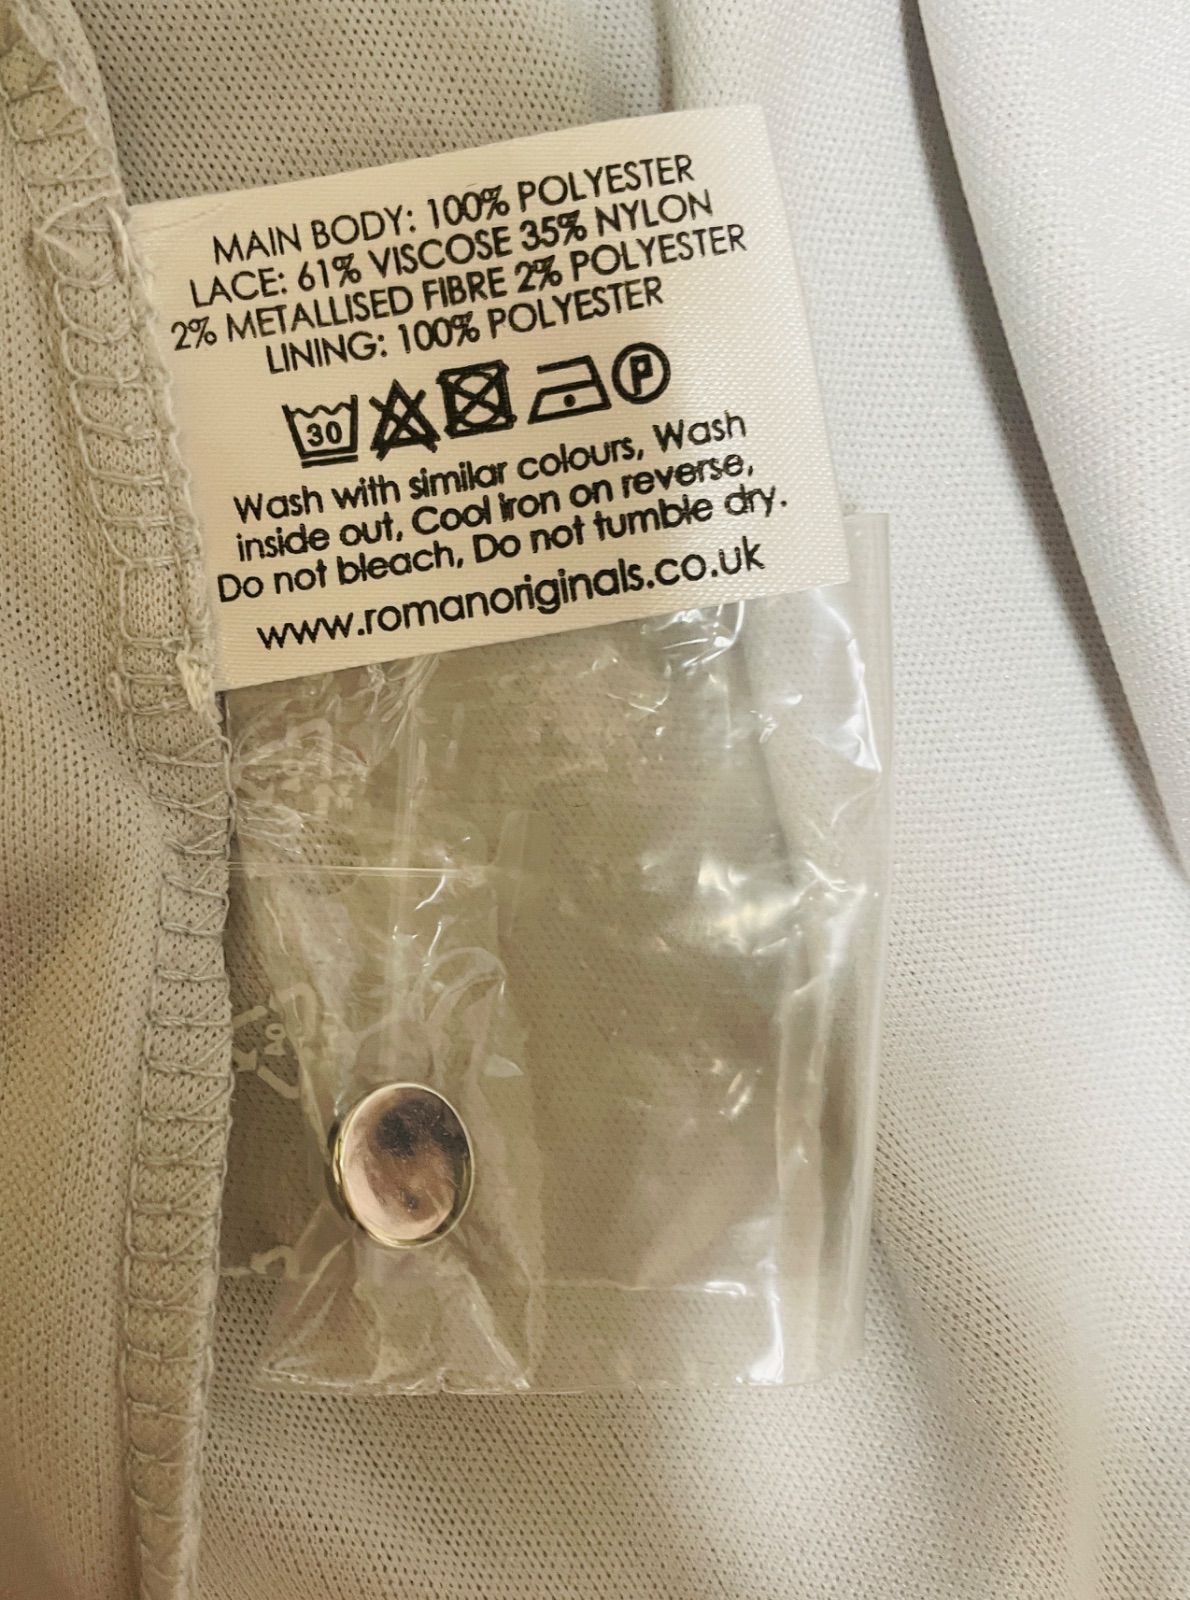 MAIN BODY: 100% POLYESTER
LACE: 61% VISCOSE 35% NYLON
2% METALLISED FIBRE 2% POLYESTER
LINING: 100% POLYESTER
30 P
Wash with similar colours, Wash
inside out, Cool iron on reverse,
Do not bleach, Do not tumble dry.
www.romanoriginals.co.uk